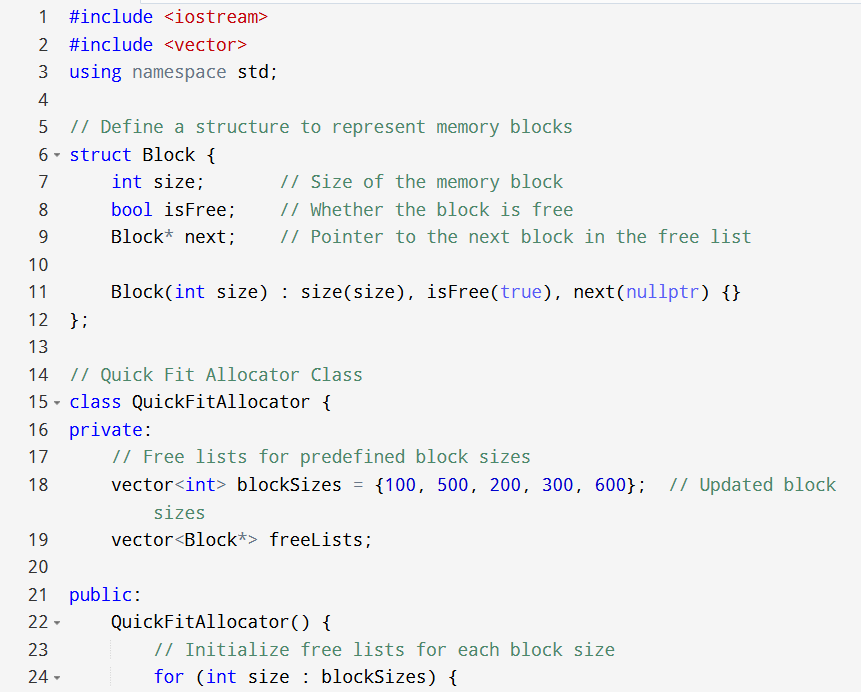 1 #include <iostream>
2 #include <vector>
3 using namespace std;
4
5 // Define a structure to represent memory blocks
6 struct Block {
7     int size;       // Size of the memory block
8     bool isFree;    // Whether the block is free
9     Block* next;    // Pointer to the next block in the free list
10
11     Block(int size) : size(size), isFree(true), next(nullptr) {}
12 };
13
14 // Quick Fit Allocator Class
15 class QuickFitAllocator {
16 private:
17     // Free lists for predefined block sizes
18     vector<int> blockSizes = {100, 500, 200, 300, 600};  // Updated block
sizes
19     vector<Block*> freeLists;
20
21 public:
22     QuickFitAllocator() {
23         // Initialize free lists for each block size
24         for (int size : blockSizes) {